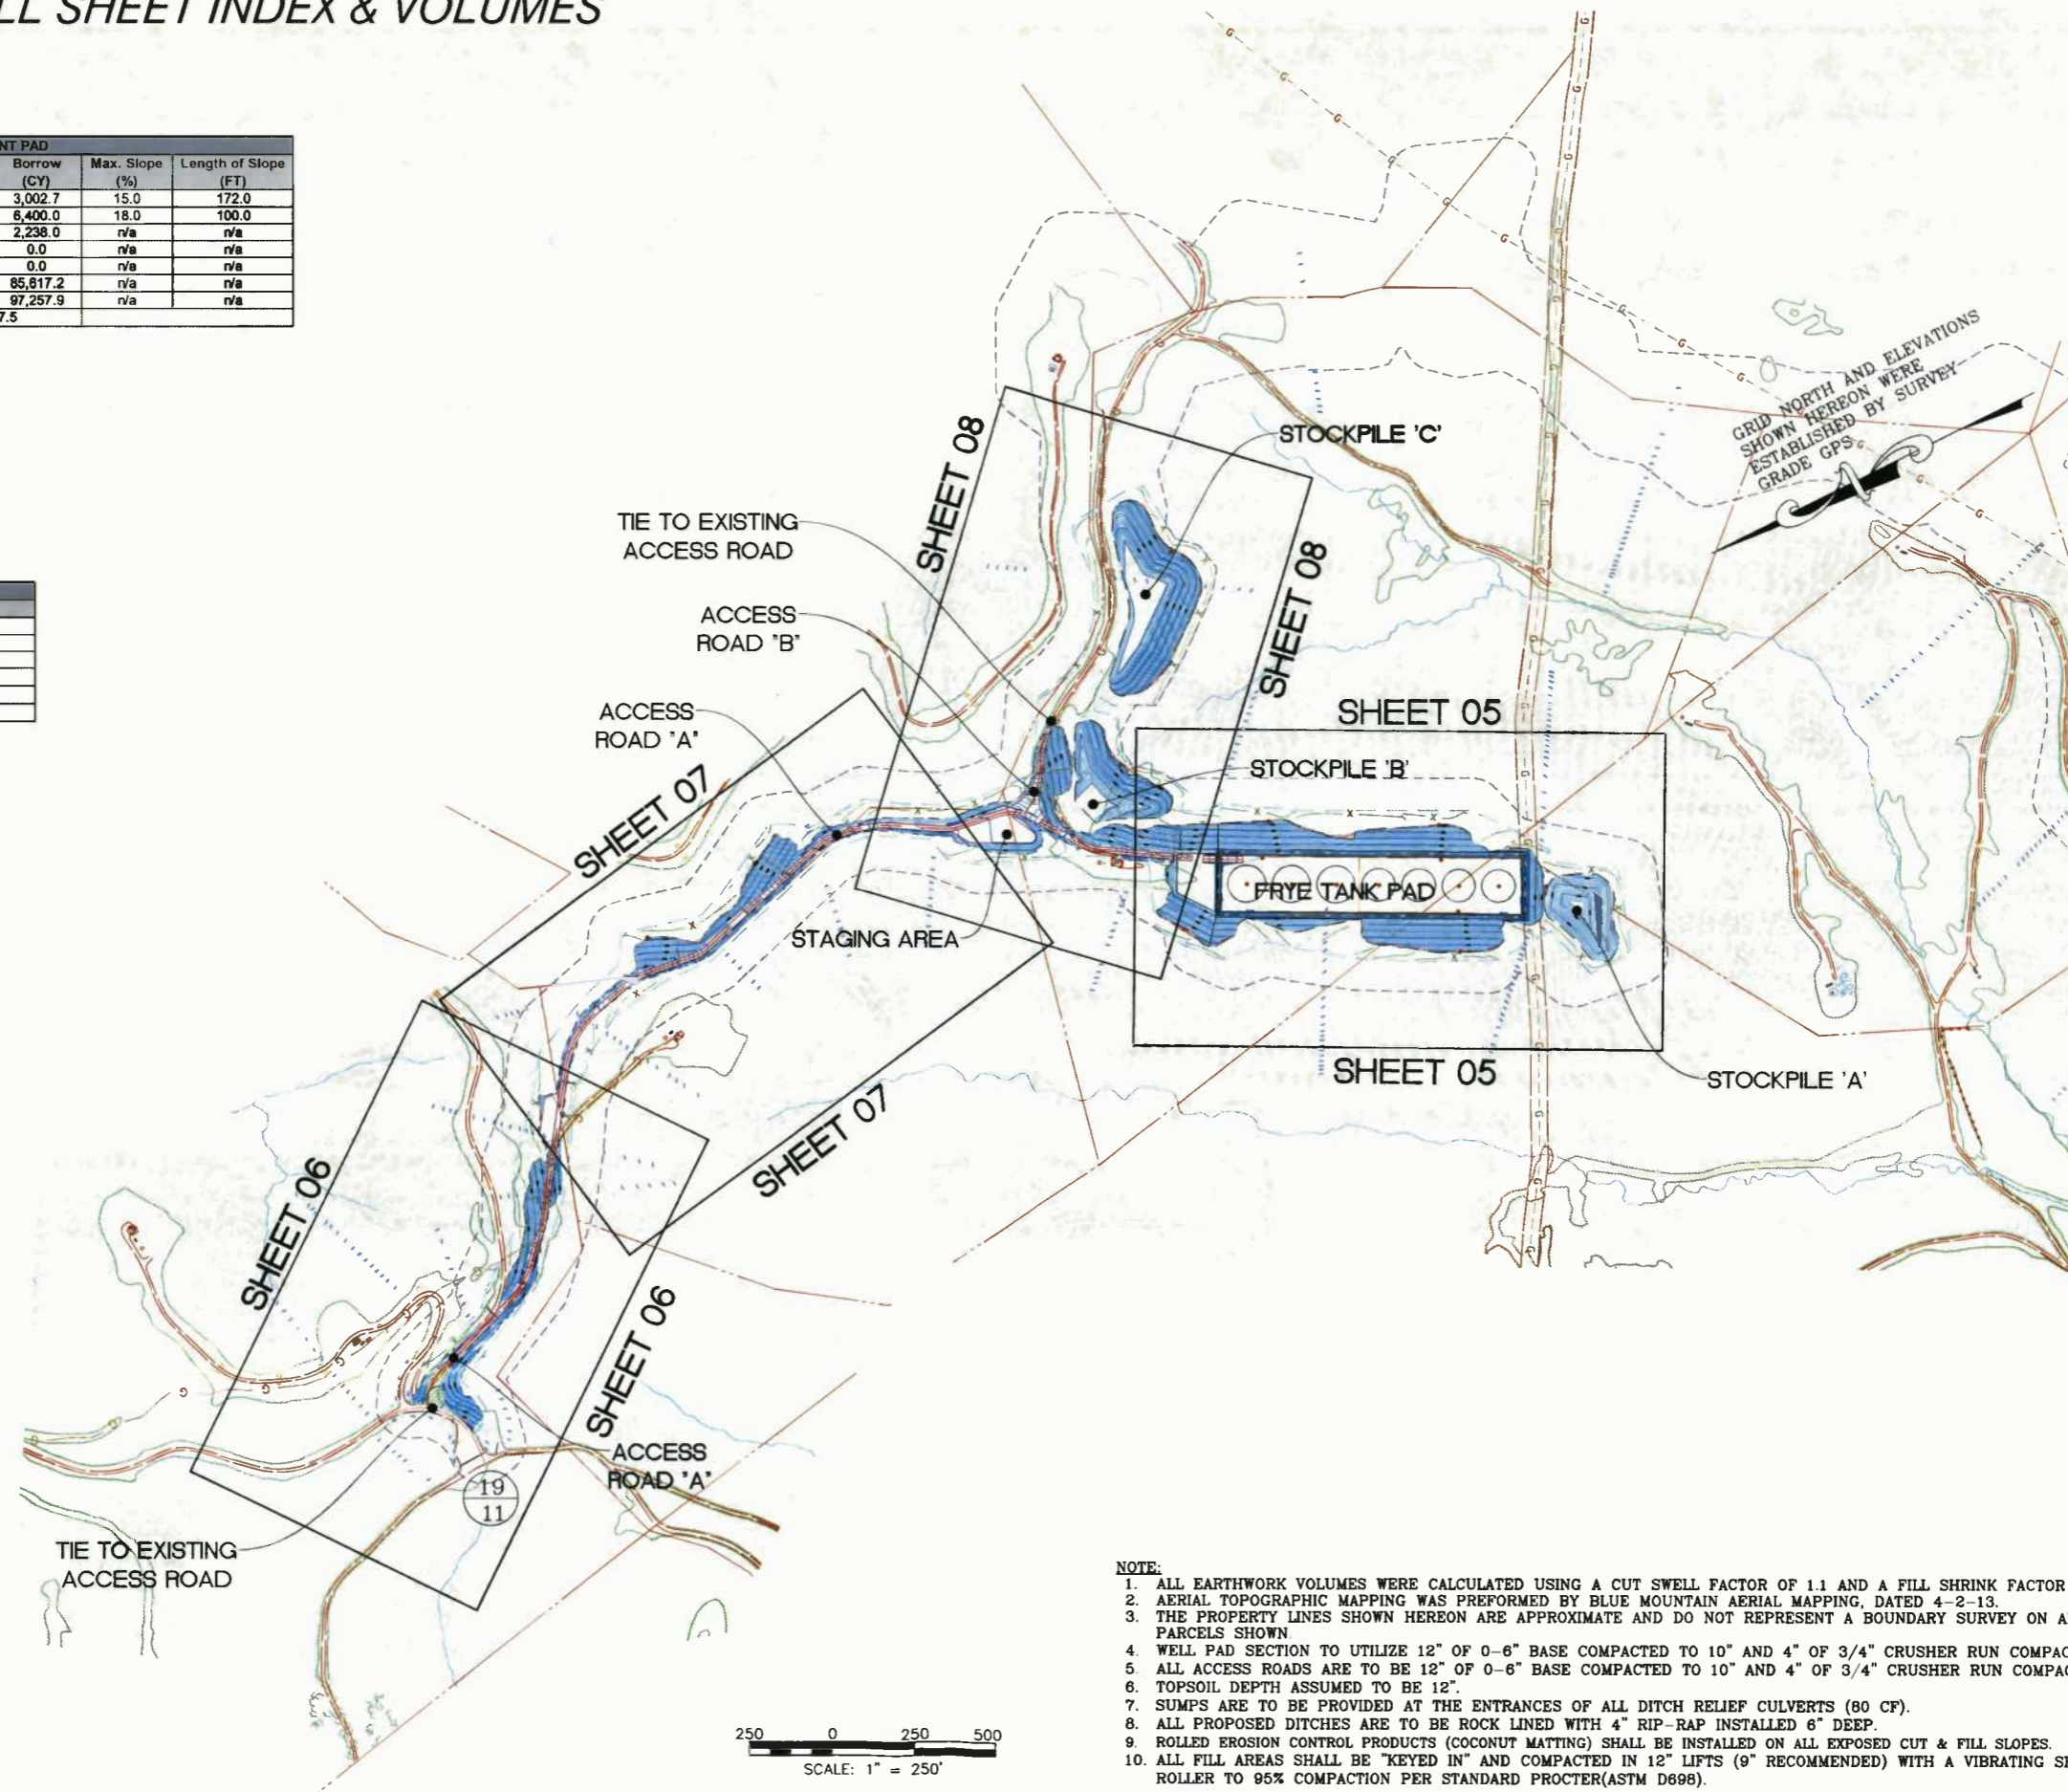 LL SHEET INDEX & VOLUMES
NT PAD
Borrow (CY) Max. Slope (%) Length of Slope (FT)
3,002.7 15.0 172.0
6,400.0 18.0 100.0
2,238.0 n/a n/a
0.0 n/a n/a
0.0 n/a n/a
85,617.2 n/a n/a
97,257.9 n/a n/a
7.5
GRID NORTH AND ELEVATIONS
SHOWN HEREON WERE
ESTABLISHED BY SURVEY
GRADE GPS
N
SHEET 08
STOCKPILE 'C'
TIE TO EXISTING
ACCESS ROAD
SHEET 08
ACCESS
ROAD 'B'
ACCESS
ROAD 'A'
SHEET 05
STOCKPILE 'B'
SHEET 07
FRYE TANK PAD
STAGING AREA
SHEET 05
STOCKPILE 'A'
SHEET 07
SHEET 06
SHEET 06
ACCESS
ROAD 'A'
19
11
TIE TO EXISTING
ACCESS ROAD
250 0 250 500
SCALE: 1" = 250'
NOTE:
1. ALL EARTHWORK VOLUMES WERE CALCULATED USING A CUT SWELL FACTOR OF 1.1 AND A FILL SHRINK FACTOR
2. AERIAL TOPOGRAPHIC MAPPING WAS PREFORMED BY BLUE MOUNTAIN AERIAL MAPPING, DATED 4-2-13.
3. THE PROPERTY LINES SHOWN HEREON ARE APPROXIMATE AND DO NOT REPRESENT A BOUNDARY SURVEY ON A
PARCELS SHOWN.
4. WELL PAD SECTION TO UTILIZE 12" OF 0-6" BASE COMPACTED TO 10" AND 4" OF 3/4" CRUSHER RUN COMPAC
5. ALL ACCESS ROADS ARE TO BE 12" OF 0-6" BASE COMPACTED TO 10" AND 4" OF 3/4" CRUSHER RUN COMPAC
6. TOPSOIL DEPTH ASSUMED TO BE 12".
7. SUMPS ARE TO BE PROVIDED AT THE ENTRANCES OF ALL DITCH RELIEF CULVERTS (80 CF).
8. ALL PROPOSED DITCHES ARE TO BE ROCK LINED WITH 4" RIP-RAP INSTALLED 6" DEEP.
9. ROLLED EROSION CONTROL PRODUCTS (COCONUT MATTING) SHALL BE INSTALLED ON ALL EXPOSED CUT & FILL SLOPES.
10. ALL FILL AREAS SHALL BE "KEYED IN" AND COMPACTED IN 12" LIFTS (9" RECOMMENDED) WITH A VIBRATING
ROLLER TO 95% COMPACTION PER STANDARD PROCTER(ASTM D698).